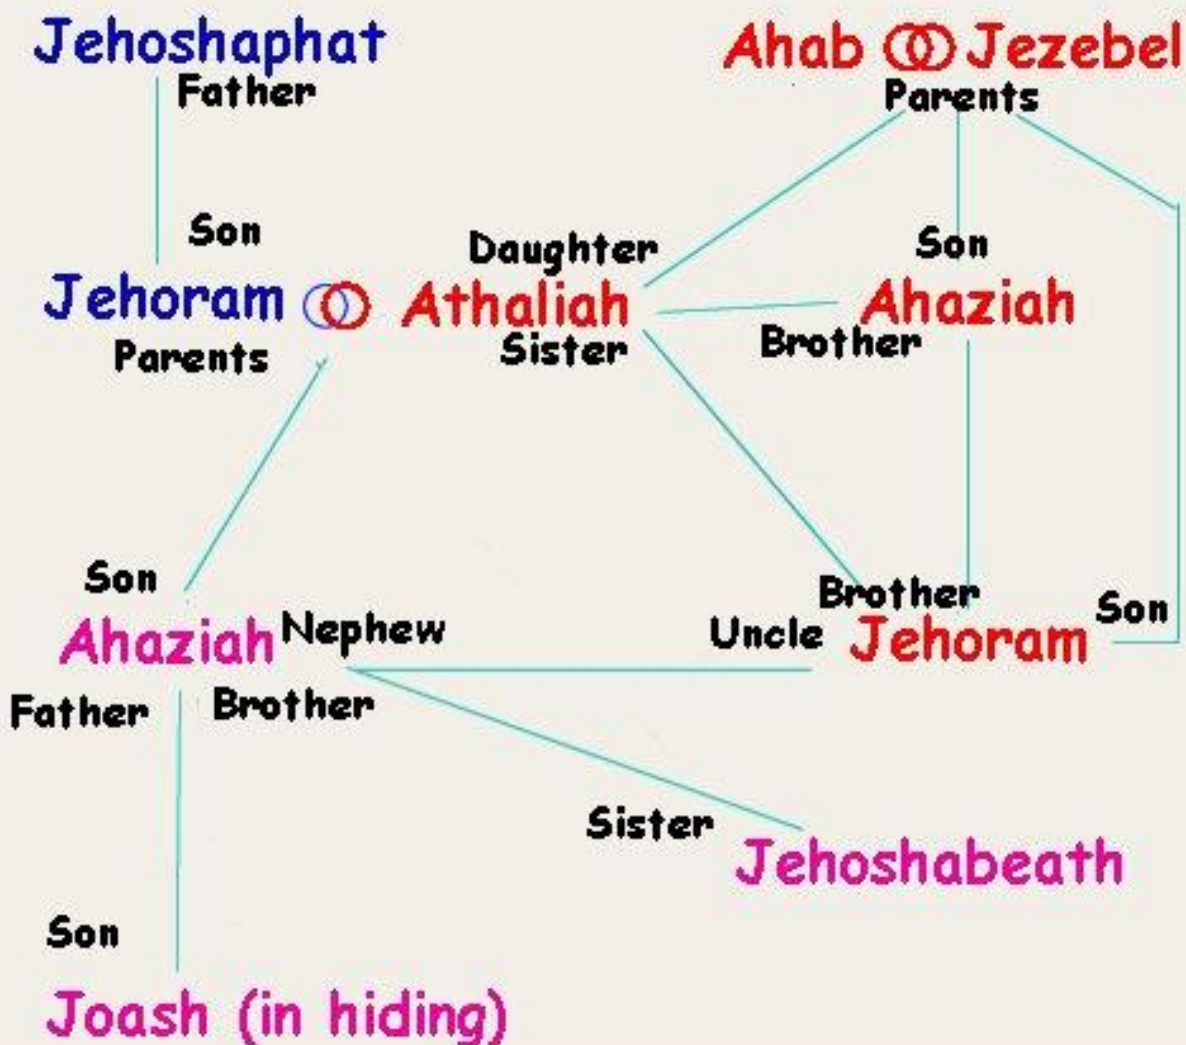 Jehoshaphat
Ahab Jezebel
Father
Parents
Son
Daughter
Son
Jehoram Athaliah Ahaziah
Parents
Sister
Brother
Son
Brother
Son
Ahaziah Nephew
Uncle Jehoram
Father
Brother
Sister
Jehoshabeath
Son
Joash (in hiding)